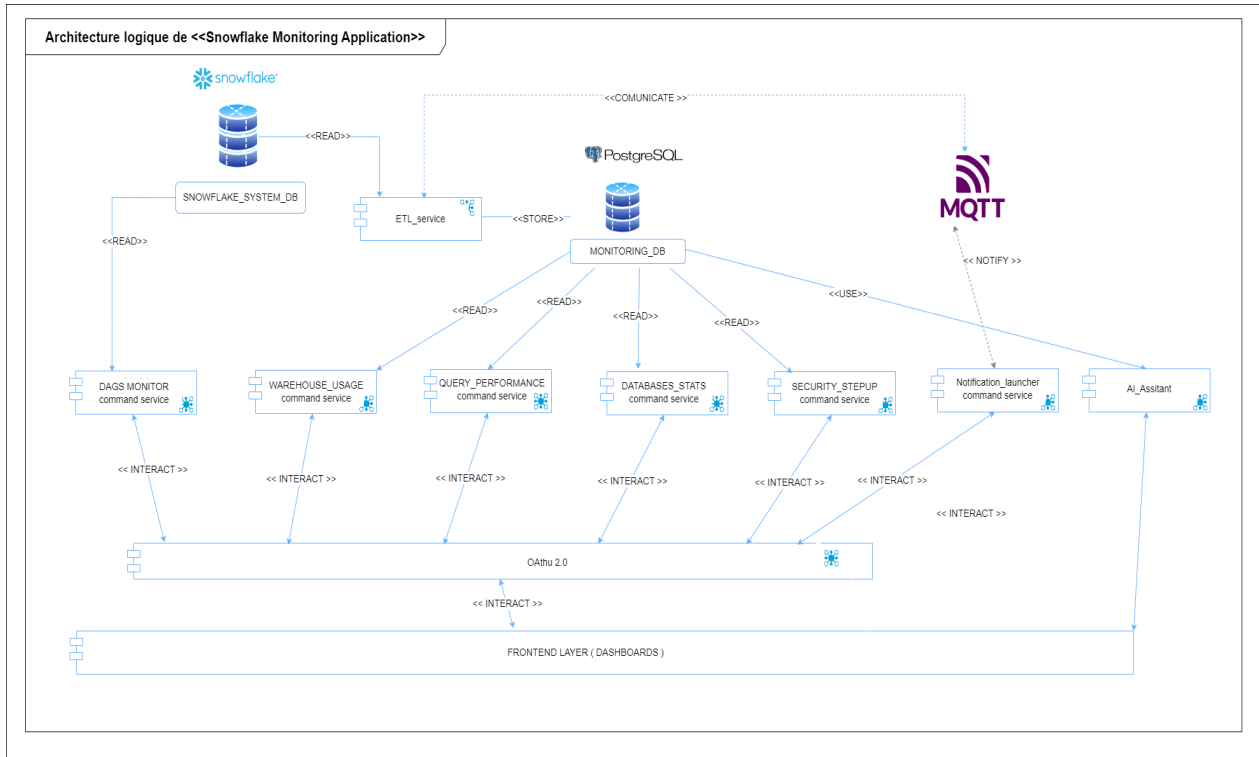 Architecture logique de <<Snowflake Monitoring Application>>
snowflake
<<COMUNICATE >>
<<READ>>
PostgreSQL
SNOWFLAKE_SYSTEM_DB
MQTT
ETL_service
<<STORE>>
<<READ>>
MONITORING_DB
<< NOTIFY >>
<<READ>>
<<READ>>
<<READ>>
<<READ>>
<<USE>>
DAGS MONITOR
command service
WAREHOUSE_USAGE
command service
QUERY_PERFORMANCE
command service
DATABASES_STATS
command service
SECURITY_STEPUP
command service
Notification_launcher
command service
Ai_Assitant
<< INTERACT >>
<< INTERACT >>
<< INTERACT >>
<< INTERACT >>
<< INTERACT >>
<< INTERACT >>
<< INTERACT >>
OAthu 2.0
<< INTERACT >>
FRONTEND LAYER ( DASHBOARDS )